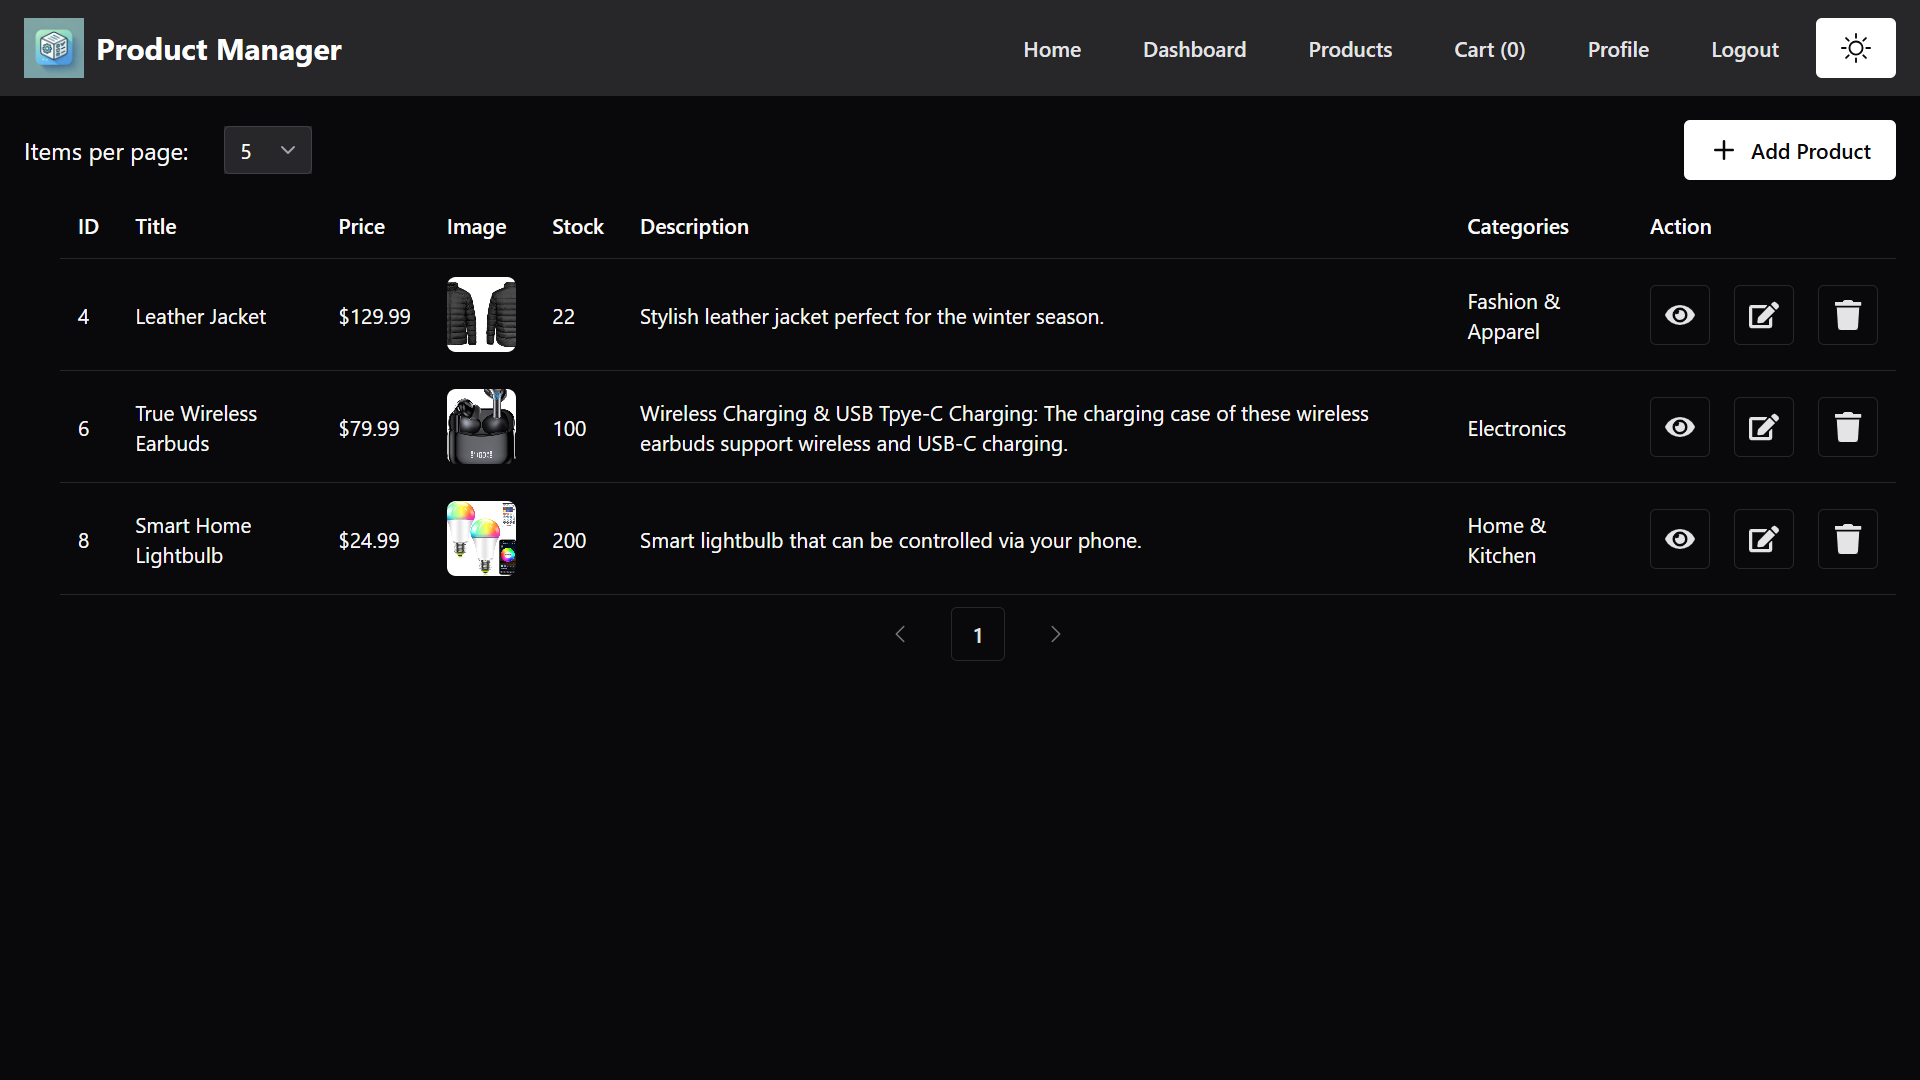 Product Manager
Home
Dashboard
Products
Cart (0)
Profile
Logout
Items per page:
5
Add Product
ID
Title
Price
Image
Stock
Description
Categories
Action
4
Leather Jacket
$129.99
22
Stylish leather jacket perfect for the winter season.
Fashion &
Apparel
6
True Wireless
Earbuds
$79.99
100
Wireless Charging & USB Tpye-C Charging: The charging case of these wireless
earbuds support wireless and USB-C charging.
Electronics
8
Smart Home
Lightbulb
$24.99
200
Smart lightbulb that can be controlled via your phone.
Home &
Kitchen
1